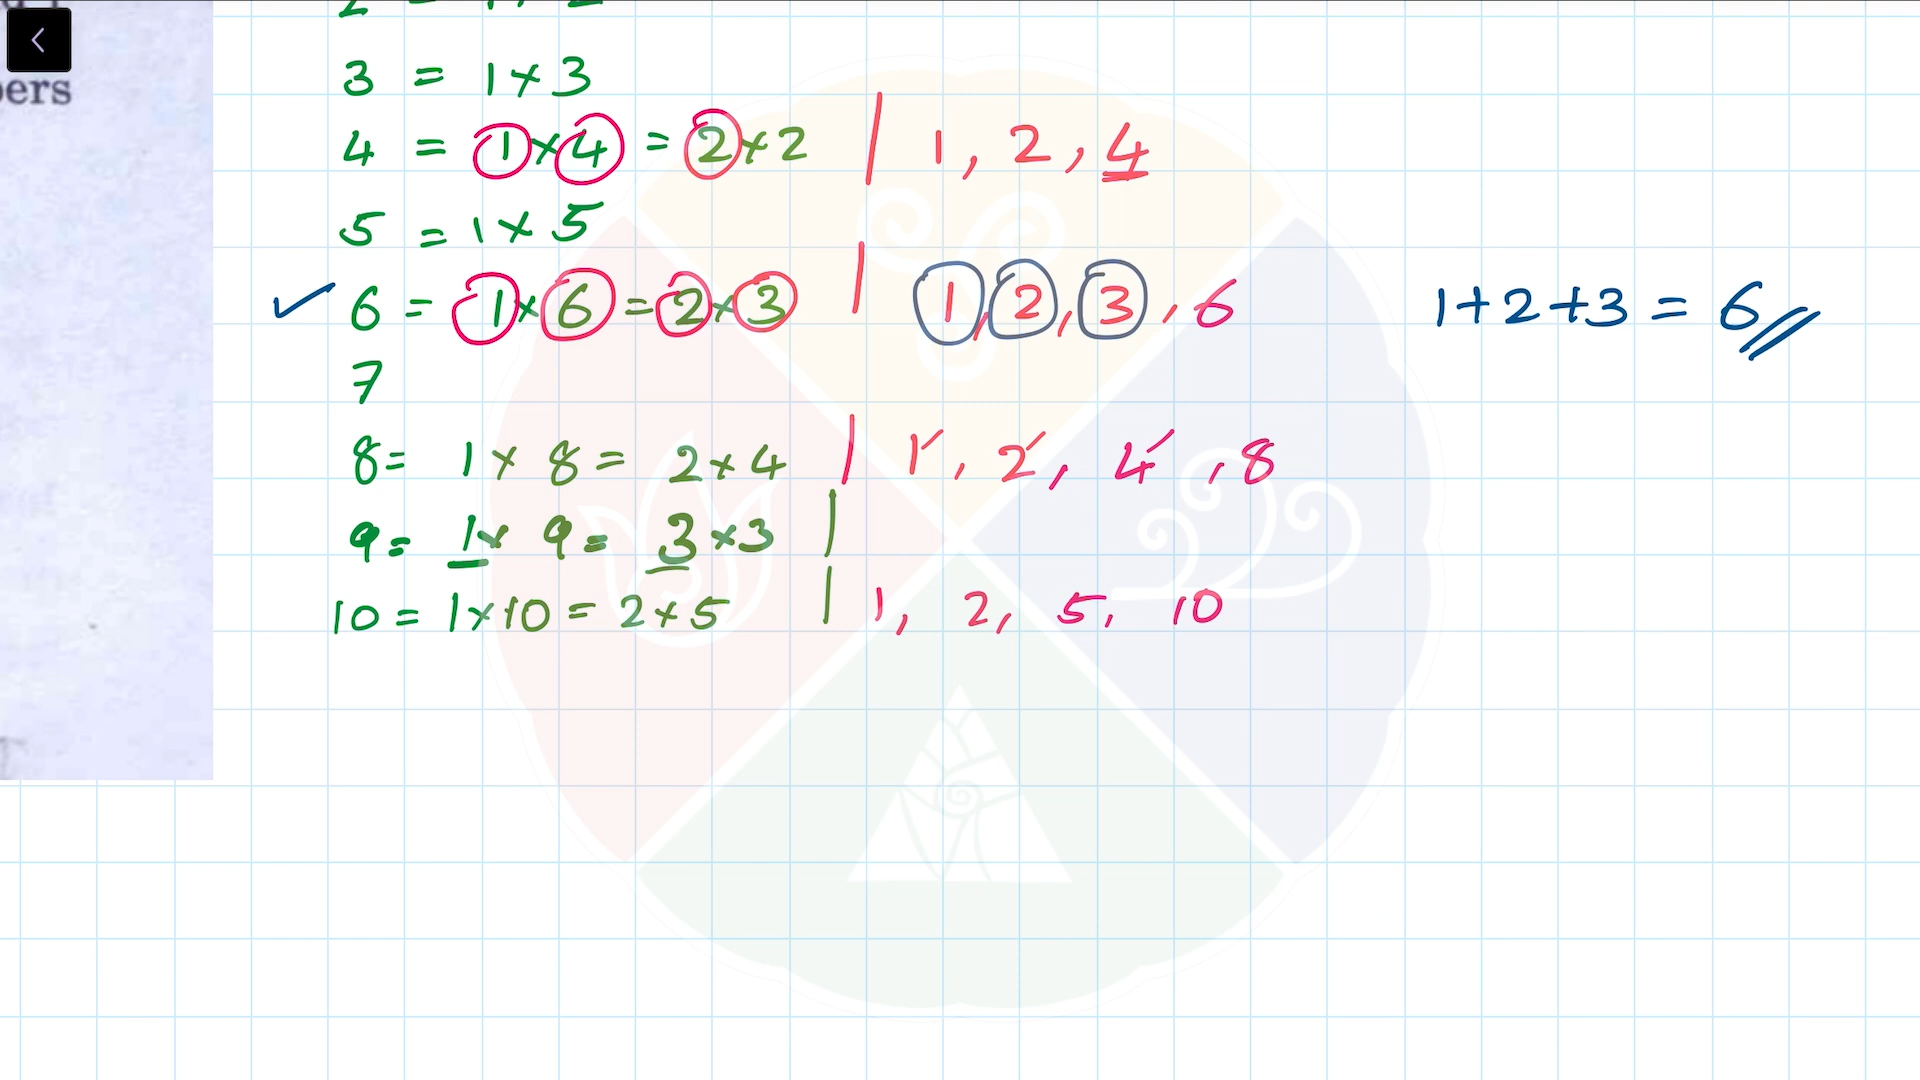 bers
3 = 1 × 3
4 = 1 × 4 = 2 × 2 | 1, 2, 4
5 = 1 × 5
✓ 6 = 1 × 6 = 2 × 3 | 1, 2, 3, 6 1 + 2 + 3 = 6
7
8 = 1 × 8 = 2 × 4 | 1, 2, 4, 8
9 = 1 × 9 = 3 × 3 |
10 = 1 × 10 = 2 × 5 | 1, 2, 5, 10